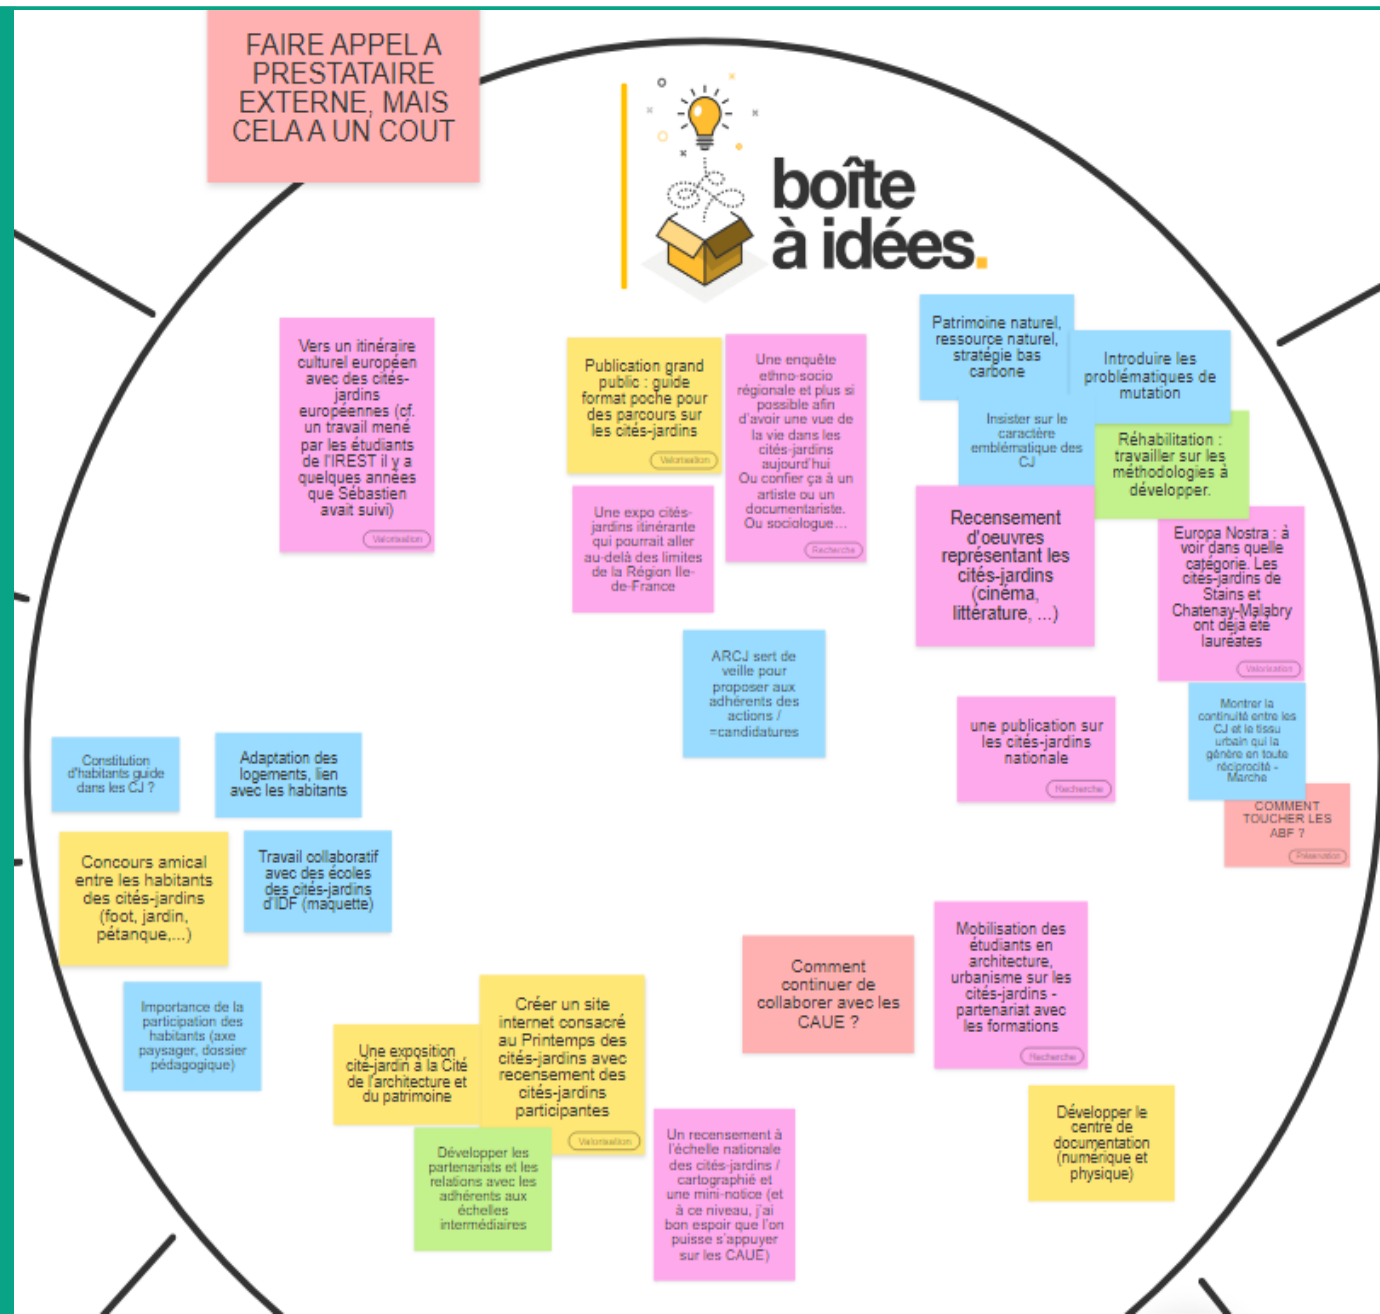 FAIRE APPEL A
PRESTATAIRE
EXTERNE, MAIS
CELA A UN COUT
boîte
à idées.
Vers un itinéraire
culturel européen
avec des cités-
jardins
européennes (cf.
un travail mené
par les étudiants
de l'IREST il y a
quelques années
que Sébastien
avait suivi)
Valorisation
Publication grand
public : guide
format poche pour
des parcours sur
les cités-jardins
Valorisation
Une enquête
ethno-socio
régionale et plus si
possible afin
d'avoir une vue de
la vie dans les
cités-jardins
aujourd'hui
Ou confier ça à un
artiste ou un
documentariste.
Ou sociologue...
Recherche
Une expo cités-
jardins itinérante
qui pourrait aller
au-delà des limites
de la Région Ile-
de-France
Patrimoine naturel,
ressource naturel,
stratégie bas
carbone
Introduire les
problématiques de
mutation
Insister sur le
caractère
emblématique des
CJ
Réhabilitation :
travailler sur les
méthodologies à
développer.
Recensement
d'oeuvres
représentant les
cités-jardins
(cinéma,
littérature, ...)
Europa Nostra : à
voir dans quelle
catégorie. Les
cités-jardins de
Stains et
Chatenay-Malabry
ont déjà été
lauréates
Valorisation
ARCJ sert de
veille pour
proposer aux
adhérents des
actions /
=candidatures
une publication sur
les cités-jardins
nationale
Recherche
Montrer la
continuité entre les
CJ et le tissu
urbain qui la
génère en toute
réciprocité -
Marche
COMMENT
TOUCHER LES
ABF ?
Préservation
Constitution
d'habitants guide
dans les CJ ?
Adaptation des
logements, lien
avec les habitants
Concours amical
entre les habitants
des cités-jardins
(foot, jardin,
pétanque,...)
Travail collaboratif
avec des écoles
des cités-jardins
d'IDF (maquette)
Importance de la
participation des
habitants (axe
paysager, dossier
pédagogique)
Une exposition
cité-jardin à la Cité
de l'architecture et
du patrimoine
Créer un site
internet consacré
au Printemps des
cités-jardins avec
recensement des
cités-jardins
participantes
Valorisation
Développer les
partenariats et les
relations avec les
adhérents aux
échelles
intermédiaires
Un recensement à
l'échelle nationale
des cités-jardins /
cartographié et
une mini-notice (et
à ce niveau, j'ai
bon espoir que l'on
puisse s'appuyer
sur les CAUE)
Comment
continuer de
collaborer avec les
CAUE ?
Mobilisation des
étudiants en
architecture,
urbanisme sur les
cités-jardins -
partenariat avec
les formations
Recherche
Développer le
centre de
documentation
(numérique et
physique)